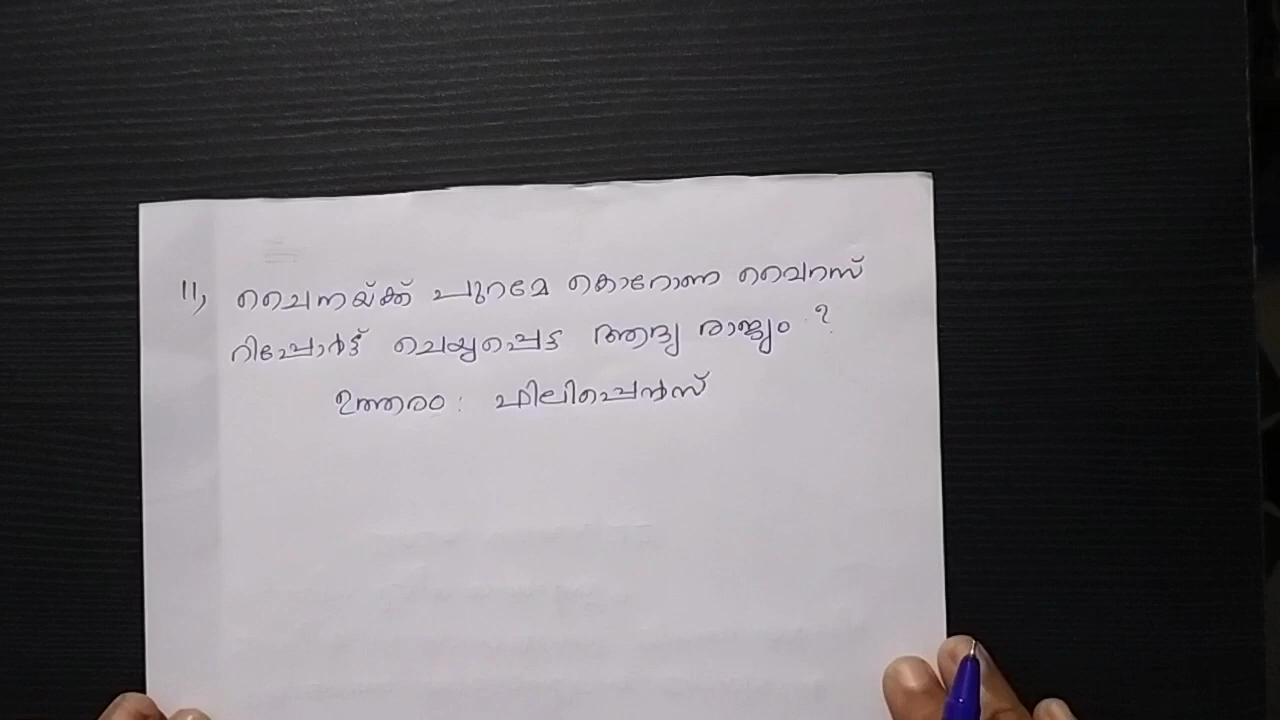 11, ചൈനയ്ക്ക് പുറമേ കൊറോണ വൈറസ്
റിപ്പോർട്ട് ചെയ്യപ്പെട്ട ആദ്യ രാജ്യം ?
ഉത്തരം : ഫിലിപ്പൈൻസ്